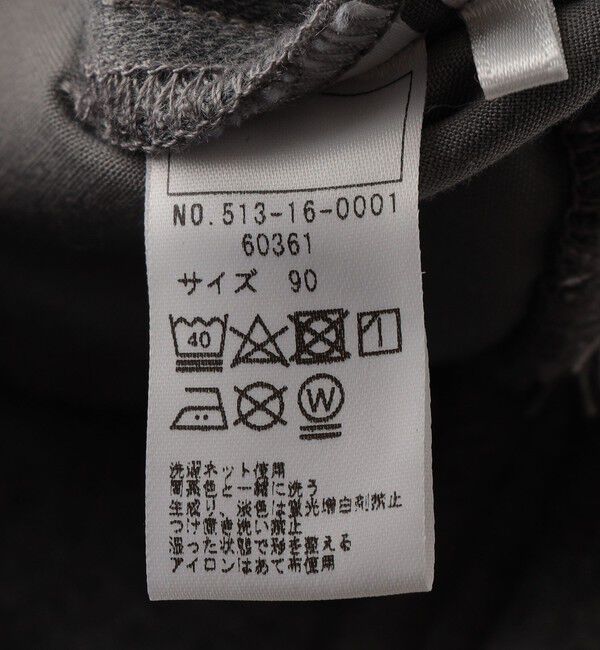 NO.513-16-0001
60361
サイズ 90
40
W
洗濯ネット使用
同系色と一緒に洗う
生成り、淡色は蛍光増白剤禁止
つけ置き洗い禁止
湿った状態で形を整える
アイロンはあて布使用